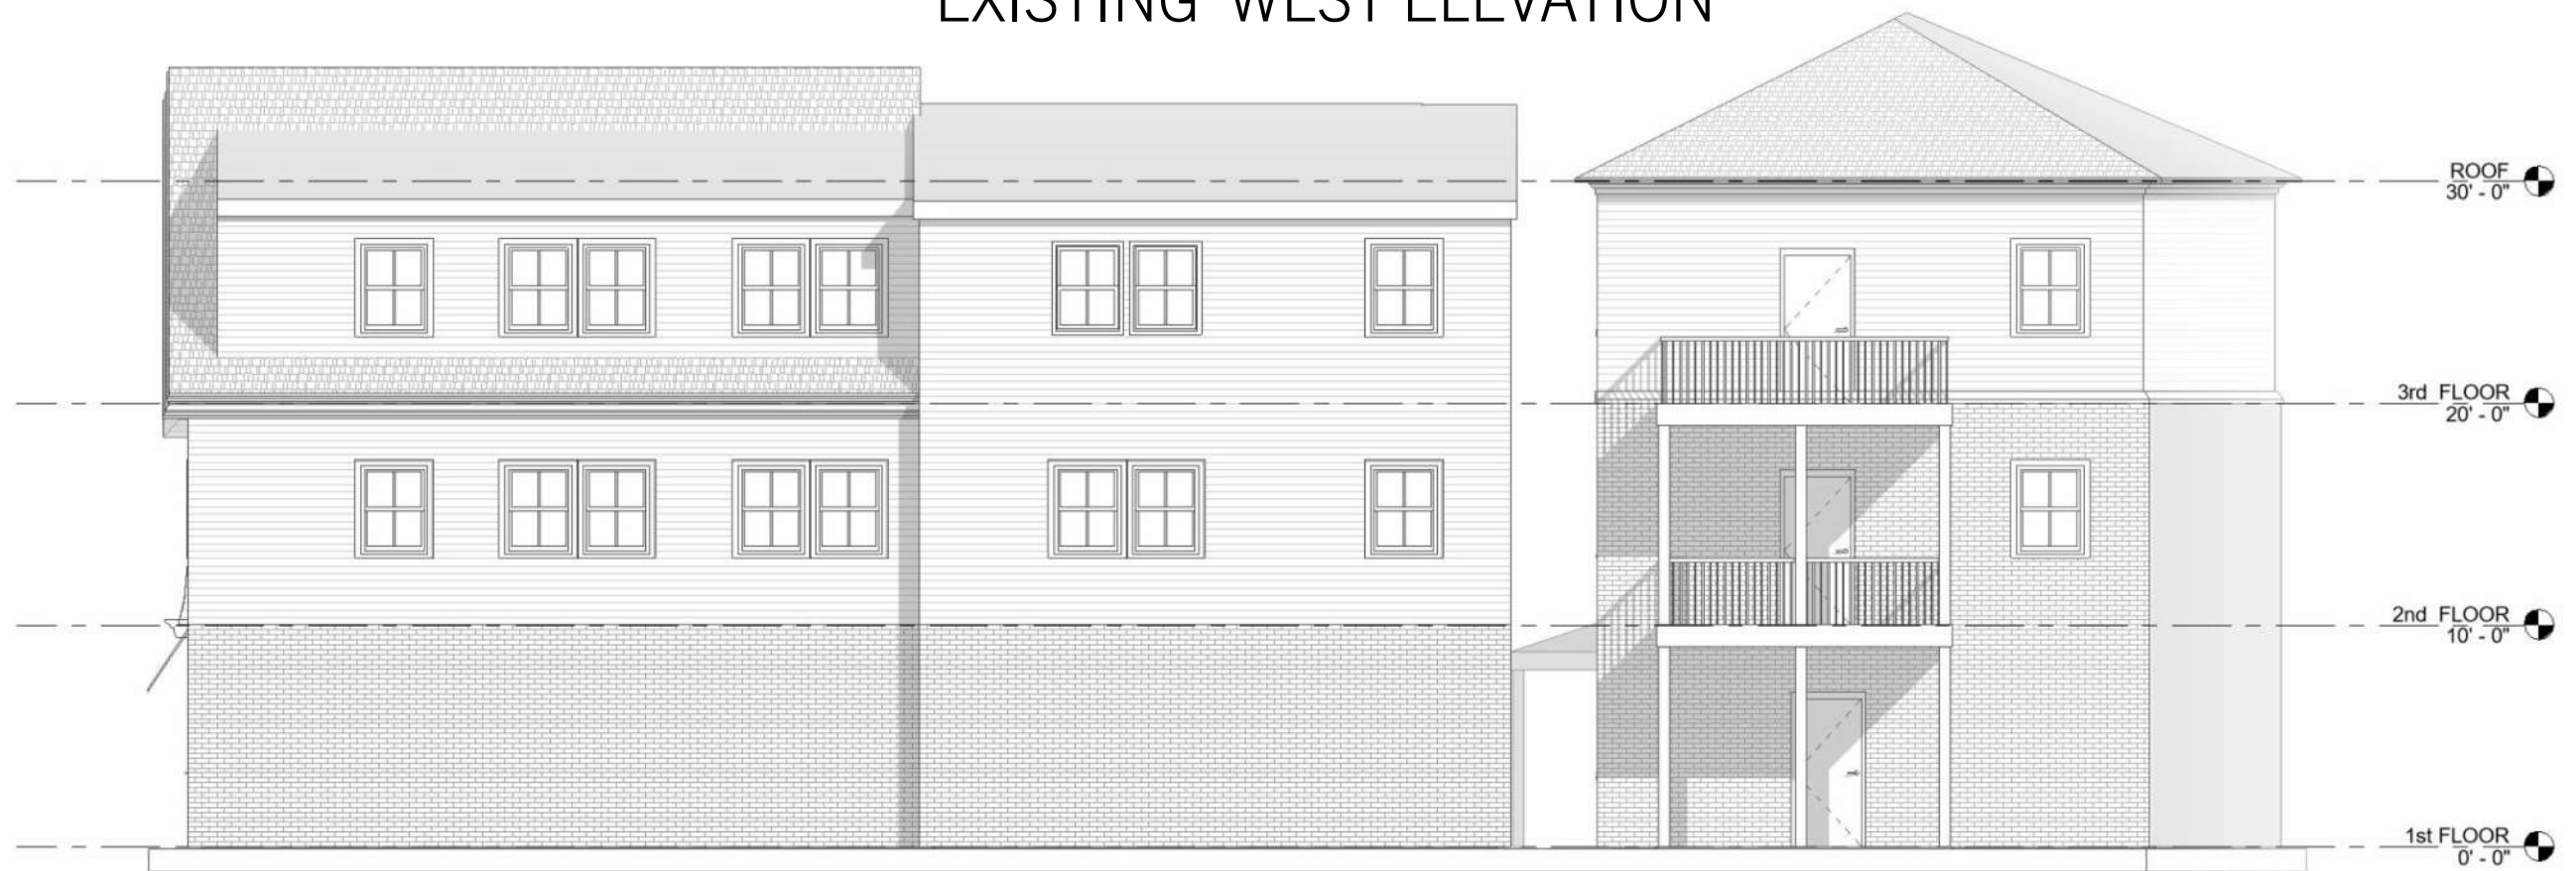 EXISTING WEST ELEVATION
ROOF
30' - 0"
3rd FLOOR
20' - 0"
2nd FLOOR
10' - 0"
1st FLOOR
0' - 0"